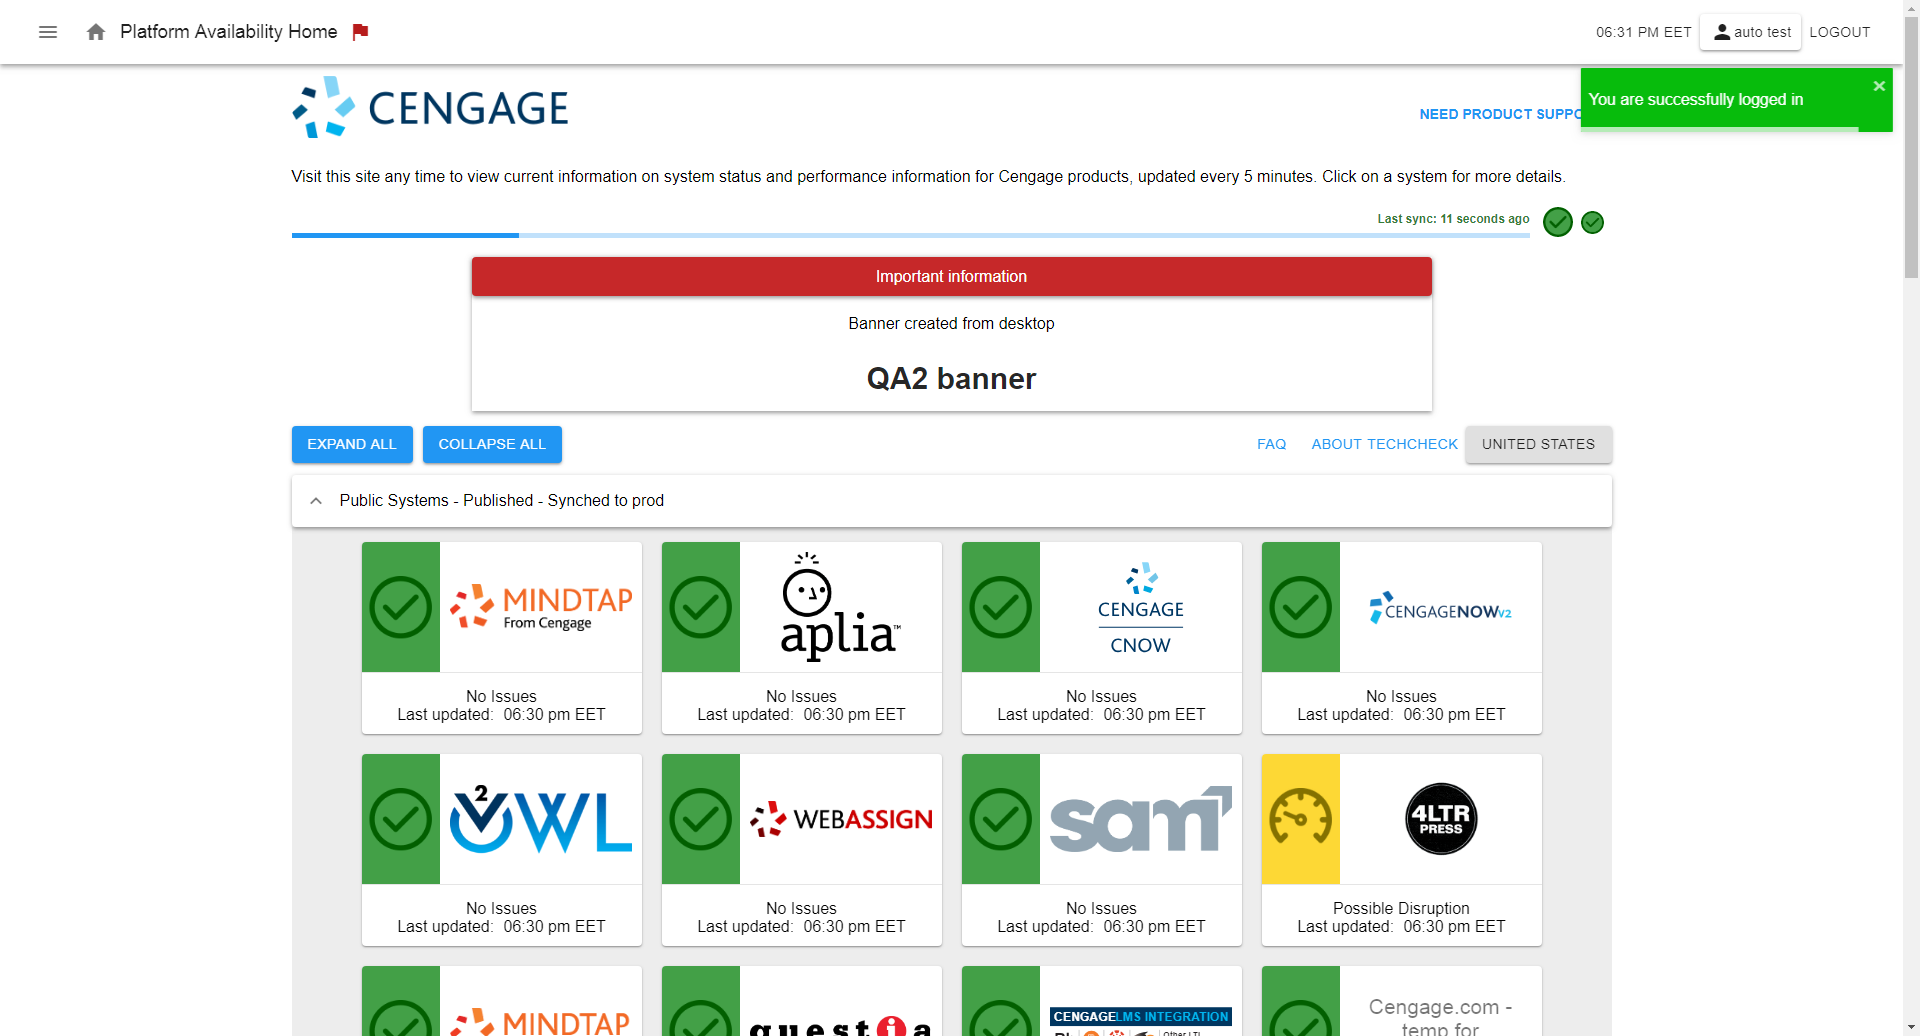 Platform Availability Home
06:31 PM EET
auto test
LOGOUT
You are successfully logged in
CENGAGE
NEED PRODUCT SUPPO
Visit this site any time to view current information on system status and performance information for Cengage products, updated every 5 minutes. Click on a system for more details.
Last sync: 11 seconds ago
Important information
Banner created from desktop
QA2 banner
EXPAND ALL
COLLAPSE ALL
FAQ
ABOUT TECHCHECK
UNITED STATES
Public Systems - Published - Synched to prod
MINDTAP
From Cengage
No Issues
Last updated: 06:30 pm EET
aplia™
No Issues
Last updated: 06:30 pm EET
CENGAGE
CNOW
No Issues
Last updated: 06:30 pm EET
CENGAGENOWv2
No Issues
Last updated: 06:30 pm EET
OWL
2
V
No Issues
Last updated: 06:30 pm EET
WEBASSIGN
No Issues
Last updated: 06:30 pm EET
sam
No Issues
Last updated: 06:30 pm EET
4LTR
PRESS
Possible Disruption
Last updated: 06:30 pm EET
MINDTAP
questia
CENGAGE LMS INTEGRATION
Other LTI
Cengage.com -
temp for